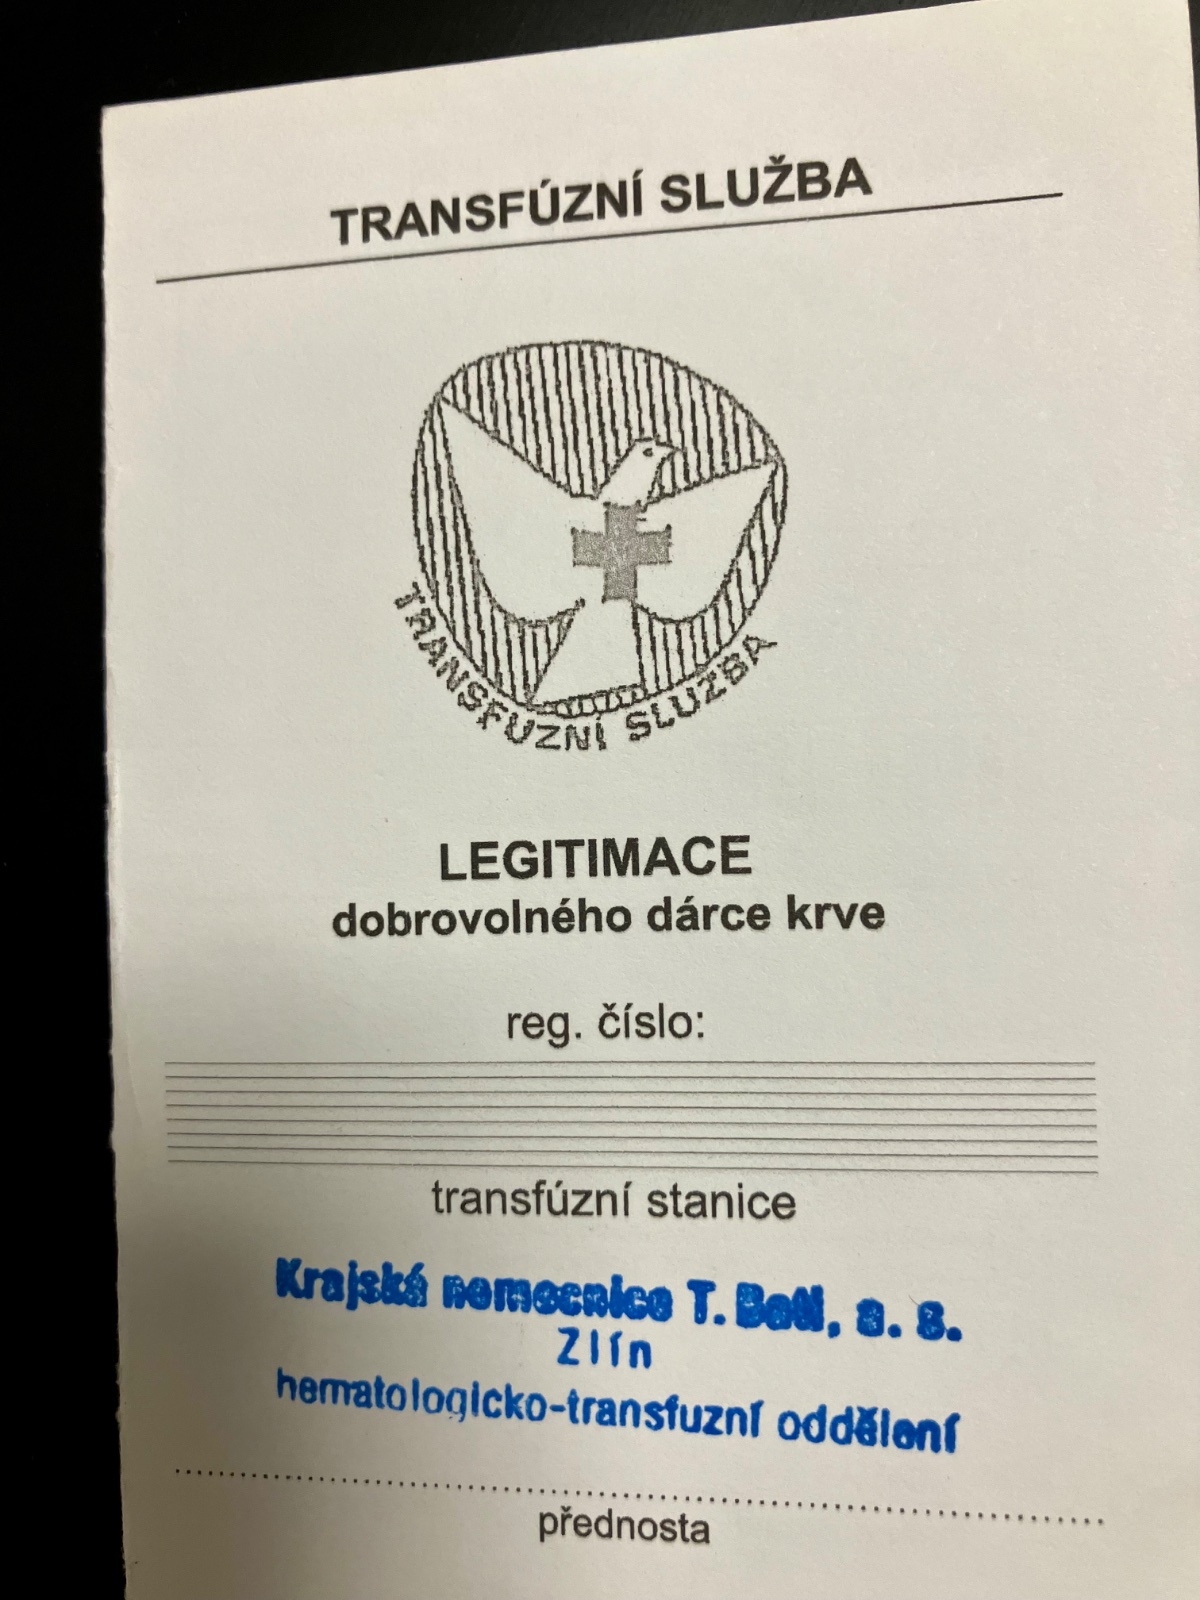 TRANSFÚZNÍ SLUŽBA
TRANSFUZNÍ SLUŽBA
LEGITIMACE
dobrovolného dárce krve
reg. číslo:
transfúzní stanice
Krajská nemocnice T. Bati, a. s.
Zlín
hematologicko-transfuzní oddělení
přednosta